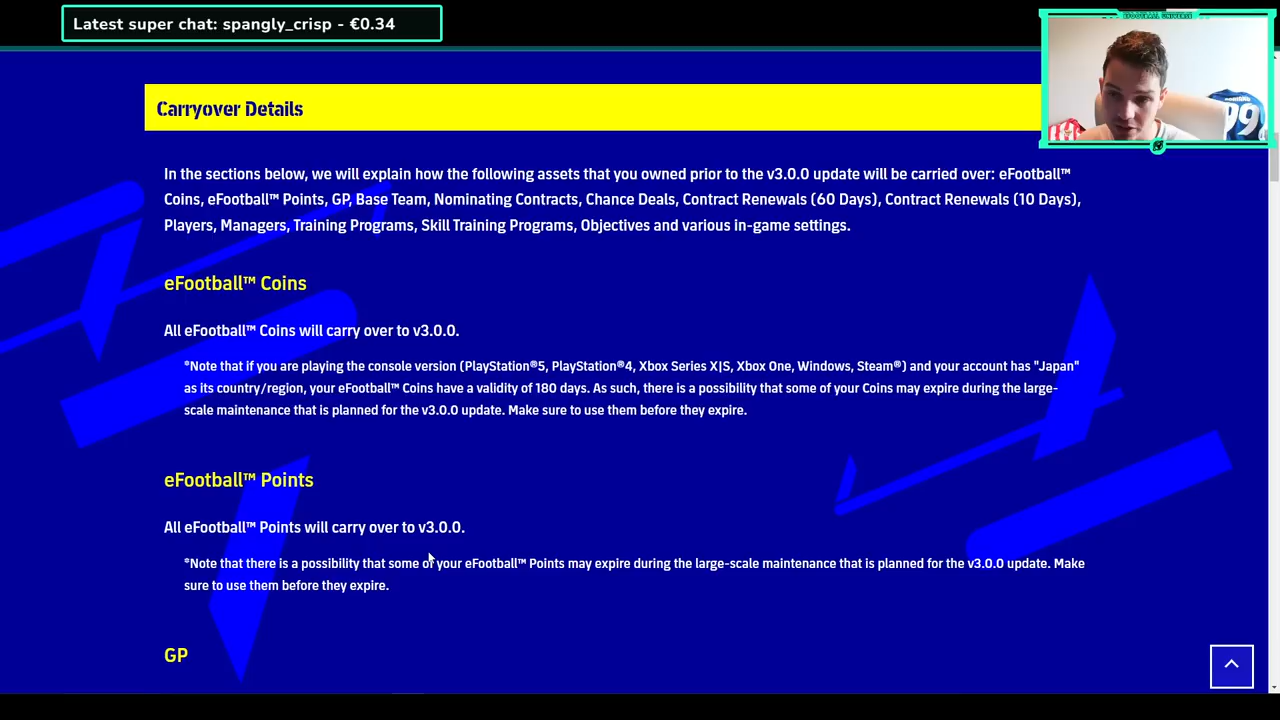 Latest super chat: spangly_crisp - €0.34
EFOOTBALL UNIVERSE
Carryover Details
In the sections below, we will explain how the following assets that you owned prior to the v3.0.0 update will be carried over: eFootball™
Coins, eFootball™ Points, GP, Base Team, Nominating Contracts, Chance Deals, Contract Renewals (60 Days), Contract Renewals (10 Days),
Players, Managers, Training Programs, Skill Training Programs, Objectives and various in-game settings.
eFootball™ Coins
All eFootball™ Coins will carry over to v3.0.0.
*Note that if you are playing the console version (PlayStation®5, PlayStation®4, Xbox Series X|S, Xbox One, Windows, Steam®) and your account has "Japan"
as its country/region, your eFootball™ Coins have a validity of 180 days. As such, there is a possibility that some of your Coins may expire during the large-
scale maintenance that is planned for the v3.0.0 update. Make sure to use them before they expire.
eFootball™ Points
All eFootball™ Points will carry over to v3.0.0.
*Note that there is a possibility that some of your eFootball™ Points may expire during the large-scale maintenance that is planned for the v3.0.0 update. Make
sure to use them before they expire.
GP